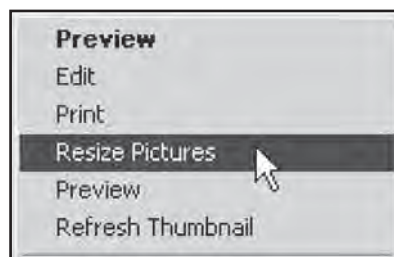 Preview
Edit
Print
Resize Pictures
Preview
Refresh Thumbnail